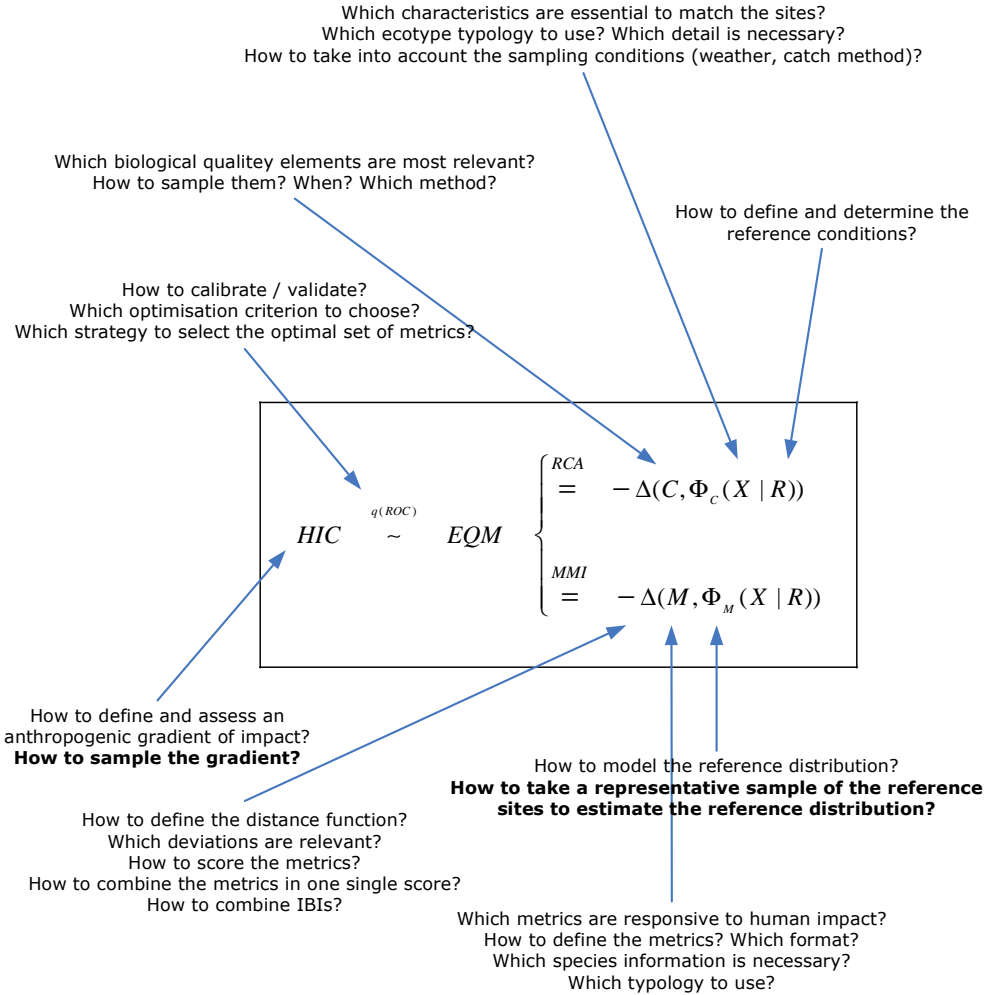 Which characteristics are essential to match the sites?
Which ecotype typology to use? Which detail is necessary?
How to take into account the sampling conditions (weather, catch method)?
Which biological qualitey elements are most relevant?
How to sample them? When? Which method?
How to define and determine the
reference conditions?
How to calibrate / validate?
Which optimisation criterion to choose?
Which strategy to select the optimal set of metrics?
RCA
= − Δ(C, Φ_C (X | R))
q(ROC)
HIC ~ EQM {
MMI
= − Δ(M, Φ_M (X | R))
How to define and assess an
anthropogenic gradient of impact?
How to sample the gradient?
How to model the reference distribution?
How to take a representative sample of the reference
sites to estimate the reference distribution?
How to define the distance function?
Which deviations are relevant?
How to score the metrics?
How to combine the metrics in one single score?
How to combine IBIs?
Which metrics are responsive to human impact?
How to define the metrics? Which format?
Which species information is necessary?
Which typology to use?